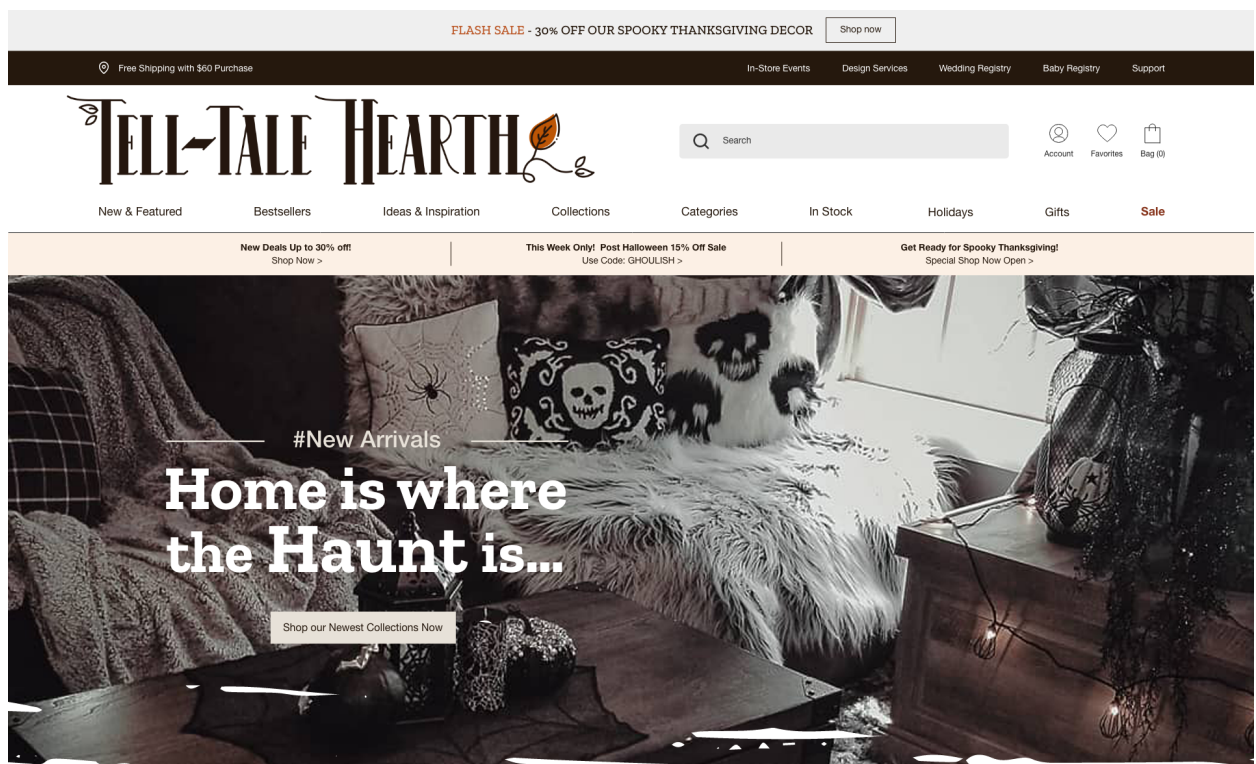 FLASH SALE - 30% OFF OUR SPOOKY THANKSGIVING DECOR
Shop now
Free Shipping with $60 Purchase
In-Store Events
Design Services
Wedding Registry
Baby Registry
Support
TELL-TALE HEARTH
Search
Account
Favorites
Bag (0)
New & Featured
Bestsellers
Ideas & Inspiration
Collections
Categories
In Stock
Holidays
Gifts
Sale
New Deals Up to 30% off!
Shop Now >
This Week Only! Post Halloween 15% Off Sale
Use Code: GHOULISH >
Get Ready for Spooky Thanksgiving!
Special Shop Now Open >
#New Arrivals
Home is where
the Haunt is...
Shop our Newest Collections Now